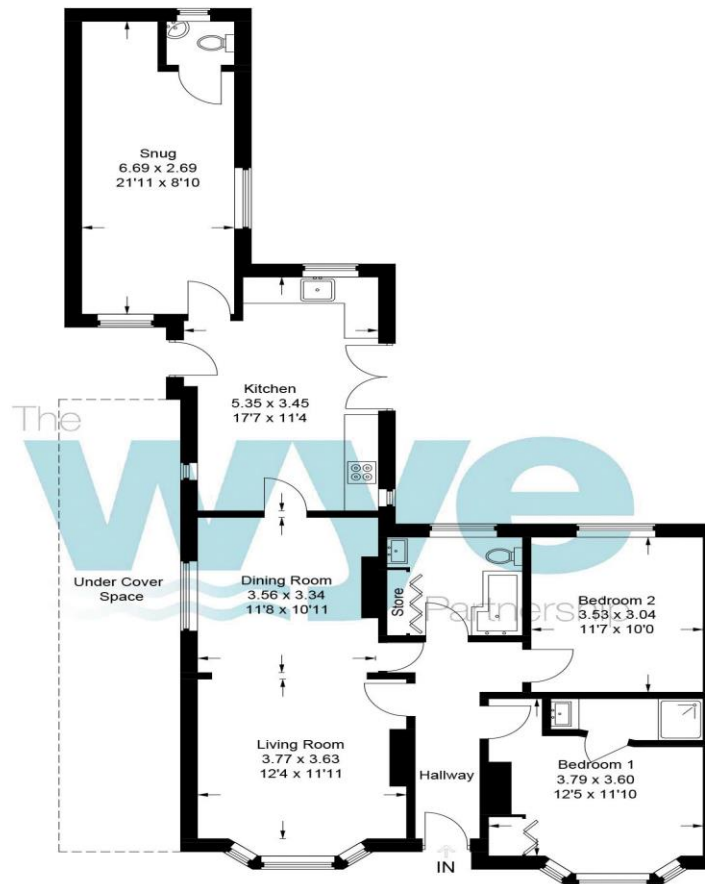 Snug
6.69 x 2.69
21'11 x 8'10
Kitchen
5.35 x 3.45
17'7 x 11'4
The
wye
Partnership
Under Cover
Space
Dining Room
3.56 x 3.34
11'8 x 10'11
Store
Bedroom 2
3.53 x 3.04
11'7 x 10'0
Living Room
3.77 x 3.63
12'4 x 11'11
Hallway
Bedroom 1
3.79 x 3.60
12'5 x 11'10
IN